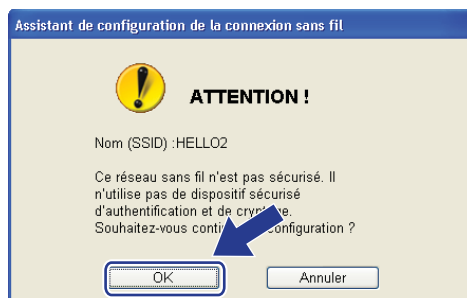 Assistant de configuration de la connexion sans fil
ATTENTION !
Nom (SSID) :HELLO2
Ce réseau sans fil n'est pas sécurisé. Il
n'utilise pas de dispositif sécurisé
d'authentification et de cryptage.
Souhaitez-vous configuration ?
OK
Annuler